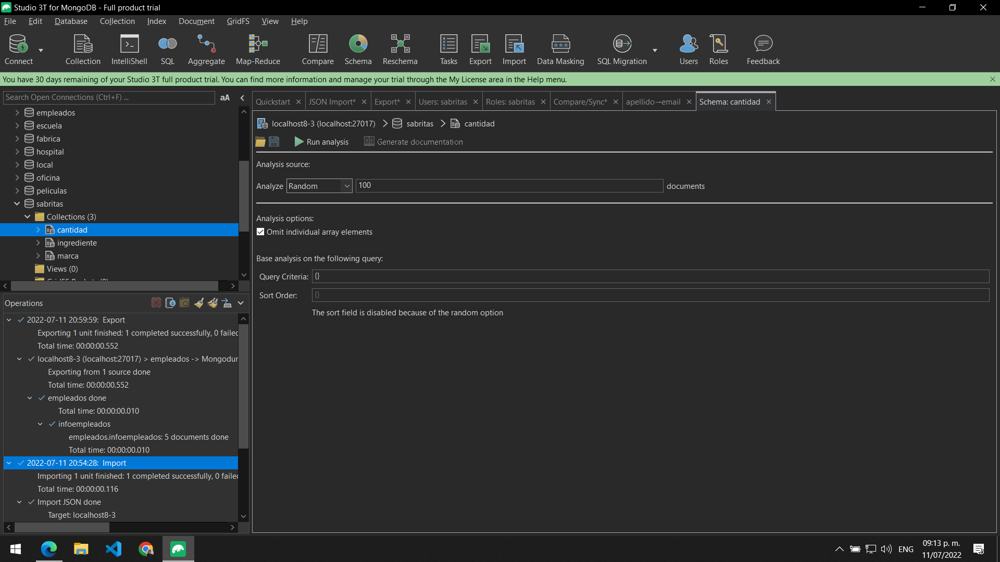 Studio 3T for MongoDB - Full product trial
File Edit Database Collection Index Document GridFS View Help
Connect Collection IntelliShell SQL Aggregate Map-Reduce Compare Schema Reschema Tasks Export Import Data Masking SQL Migration Users Roles Feedback
You have 30 days remaining of your Studio 3T full product trial. You can find more information and manage your trial through the My License area in the Help menu.
Search Open Connections (Ctrl+F) ... aA
empleados
escuela
fabrica
hospital
local
oficina
peliculas
sabritas
Collections (3)
cantidad
ingrediente
marca
Views (0)
Operations
2022-07-11 20:59:59: Export
Exporting 1 unit finished: 1 completed successfully, 0 failed
Total time: 00:00:00.552
localhost8-3 (localhost:27017) > empleados -> Mongodu
Exporting from 1 source done
Total time: 00:00:00.552
empleados done
Total time: 00:00:00.010
infoempleados
empleados.infoempleados: 5 documents done
Total time: 00:00:00.010
2022-07-11 20:54:28: Import
Importing 1 unit finished: 1 completed successfully, 0 failed
Total time: 00:00:00.116
Import JSON done
Target: localhost8-3
Quickstart JSON Import* Export* Users: sabritas Roles: sabritas Compare/Sync* apellido→email Schema: cantidad
localhost8-3 (localhost:27017) sabritas cantidad
Run analysis Generate documentation
Analysis source:
Analyze Random 100 documents
Analysis options:
Omit individual array elements
Base analysis on the following query:
Query Criteria: {}
Sort Order: {}
The sort field is disabled because of the random option
ENG 09:13 p. m.
11/07/2022